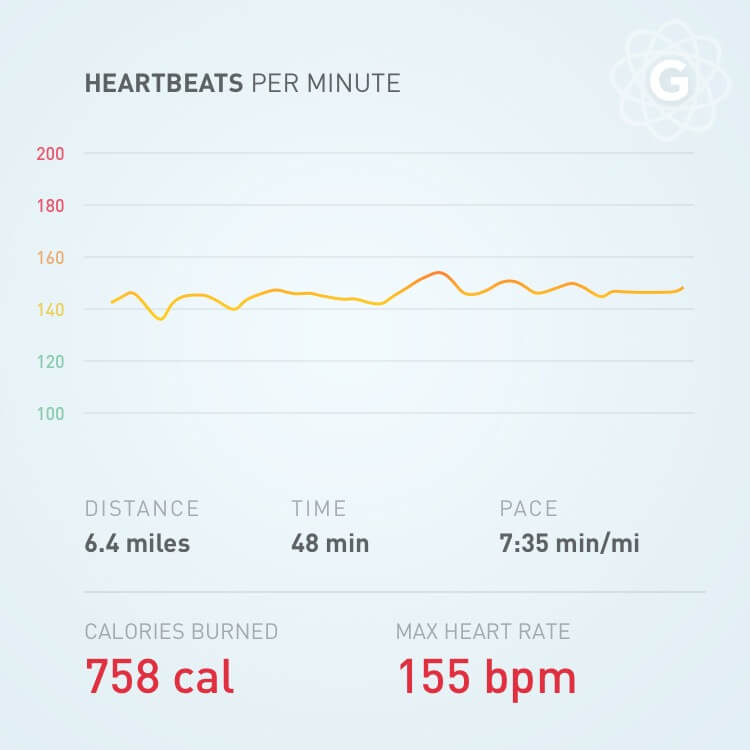 HEARTBEATS PER MINUTE
G
200
180
160
140
120
100
DISTANCE TIME PACE
6.4 miles 48 min 7:35 min/mi
CALORIES BURNED MAX HEART RATE
758 cal 155 bpm